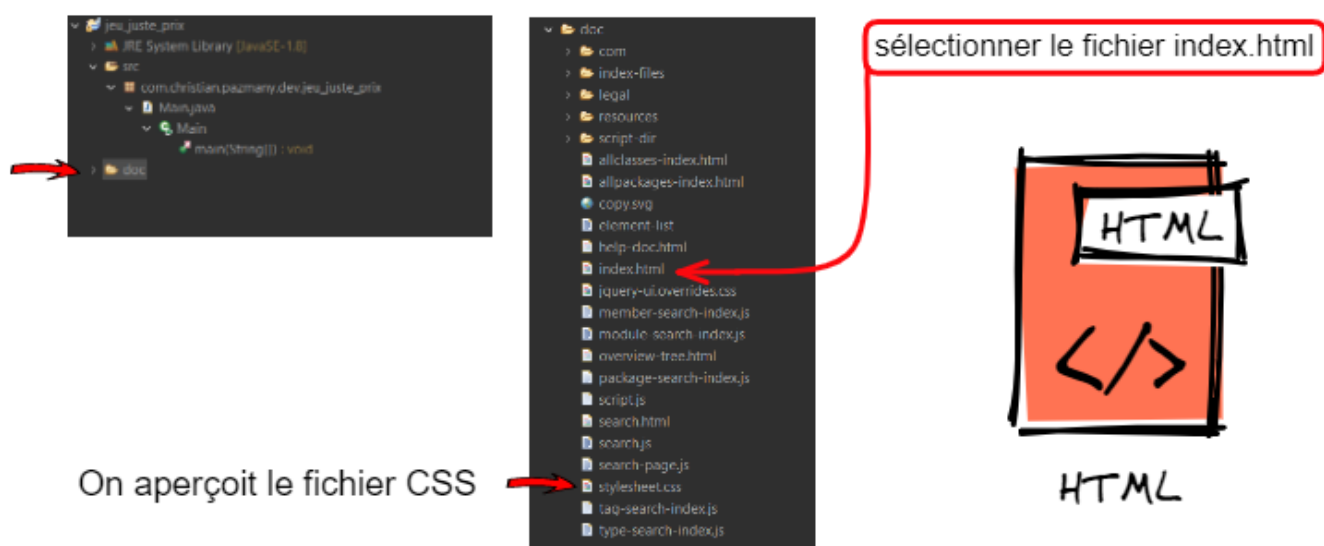 jeu_juste_prix
JRE System Library [JavaSE-1.8]
src
com.christian.pazmany.dev.jeu_juste_prix
Main.java
Main
main(String[]) : void
doc
doc
com
index-files
legal
resources
script-dir
allclasses-index.html
allpackages-index.html
copy.svg
element-list
help-doc.html
index.html
jquery-ui.overrides.css
member-search-index.js
module-search-index.js
overview-tree.html
package-search-index.js
script.js
search.html
search.js
search-page.js
stylesheet.css
tag-search-index.js
type-search-index.js
On aperçoit le fichier CSS
sélectionner le fichier index.html
HTML
</>
HTML